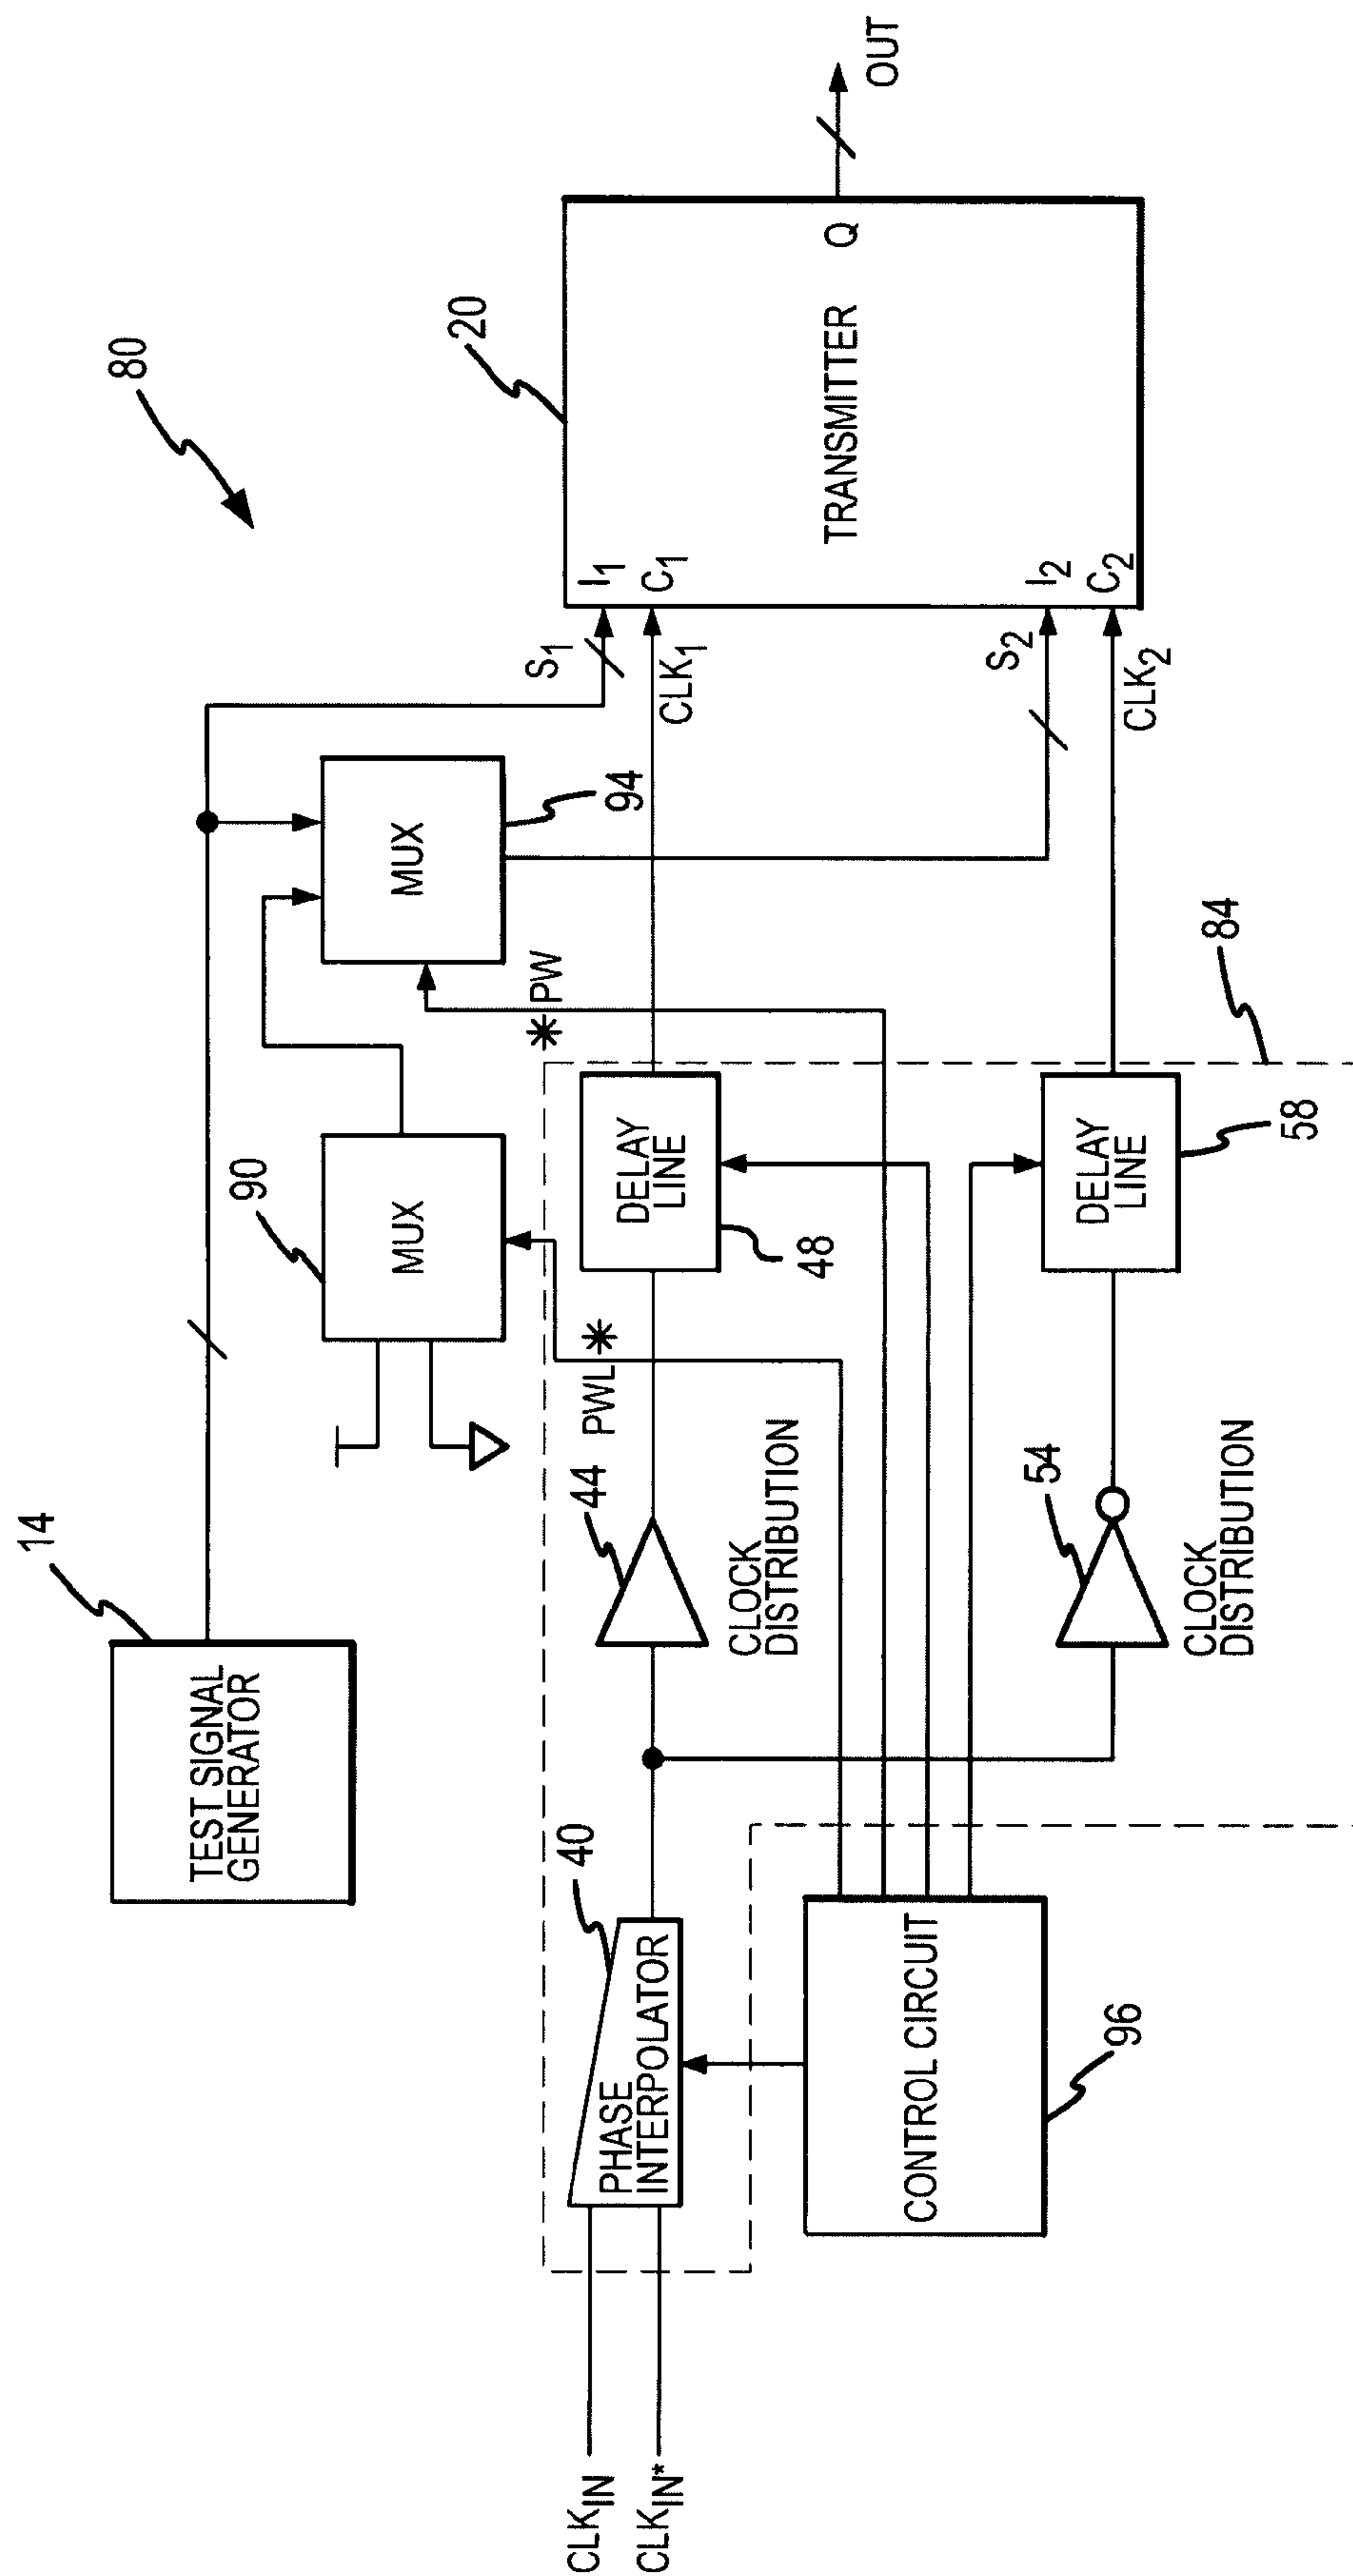 80
14
TEST SIGNAL
GENERATOR
90
MUX
MUX
94
S1
I1
C1
CLK1
20
TRANSMITTER
Q
OUT
S2
I2
C2
CLK2
CLKIN
CLKIN*
40
PHASE
INTERPOLATOR
44
CLOCK
DISTRIBUTION
PWL *
* PW
DELAY
LINE
48
84
CONTROL CIRCUIT
96
54
CLOCK
DISTRIBUTION
DELAY
LINE
58